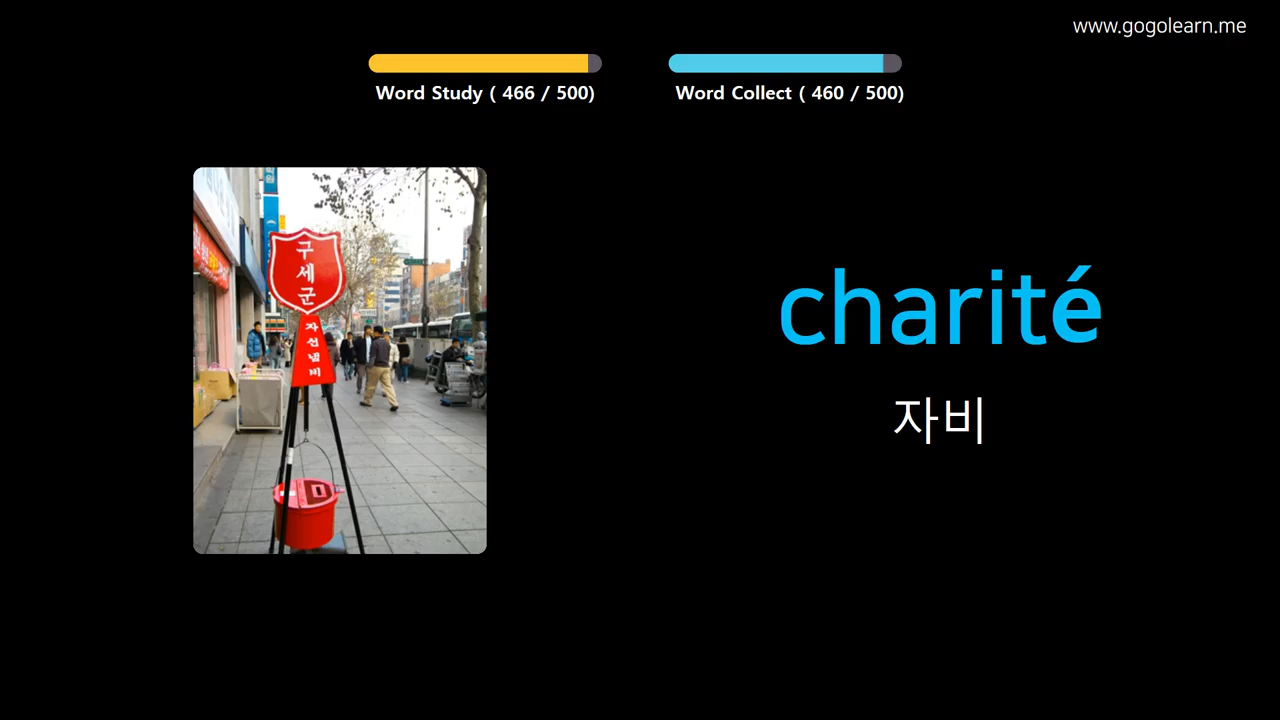 www.gogolearn.me
Word Study ( 466 / 500)
Word Collect ( 460 / 500)
구
세
군
자
선
냄
비
charité
자비